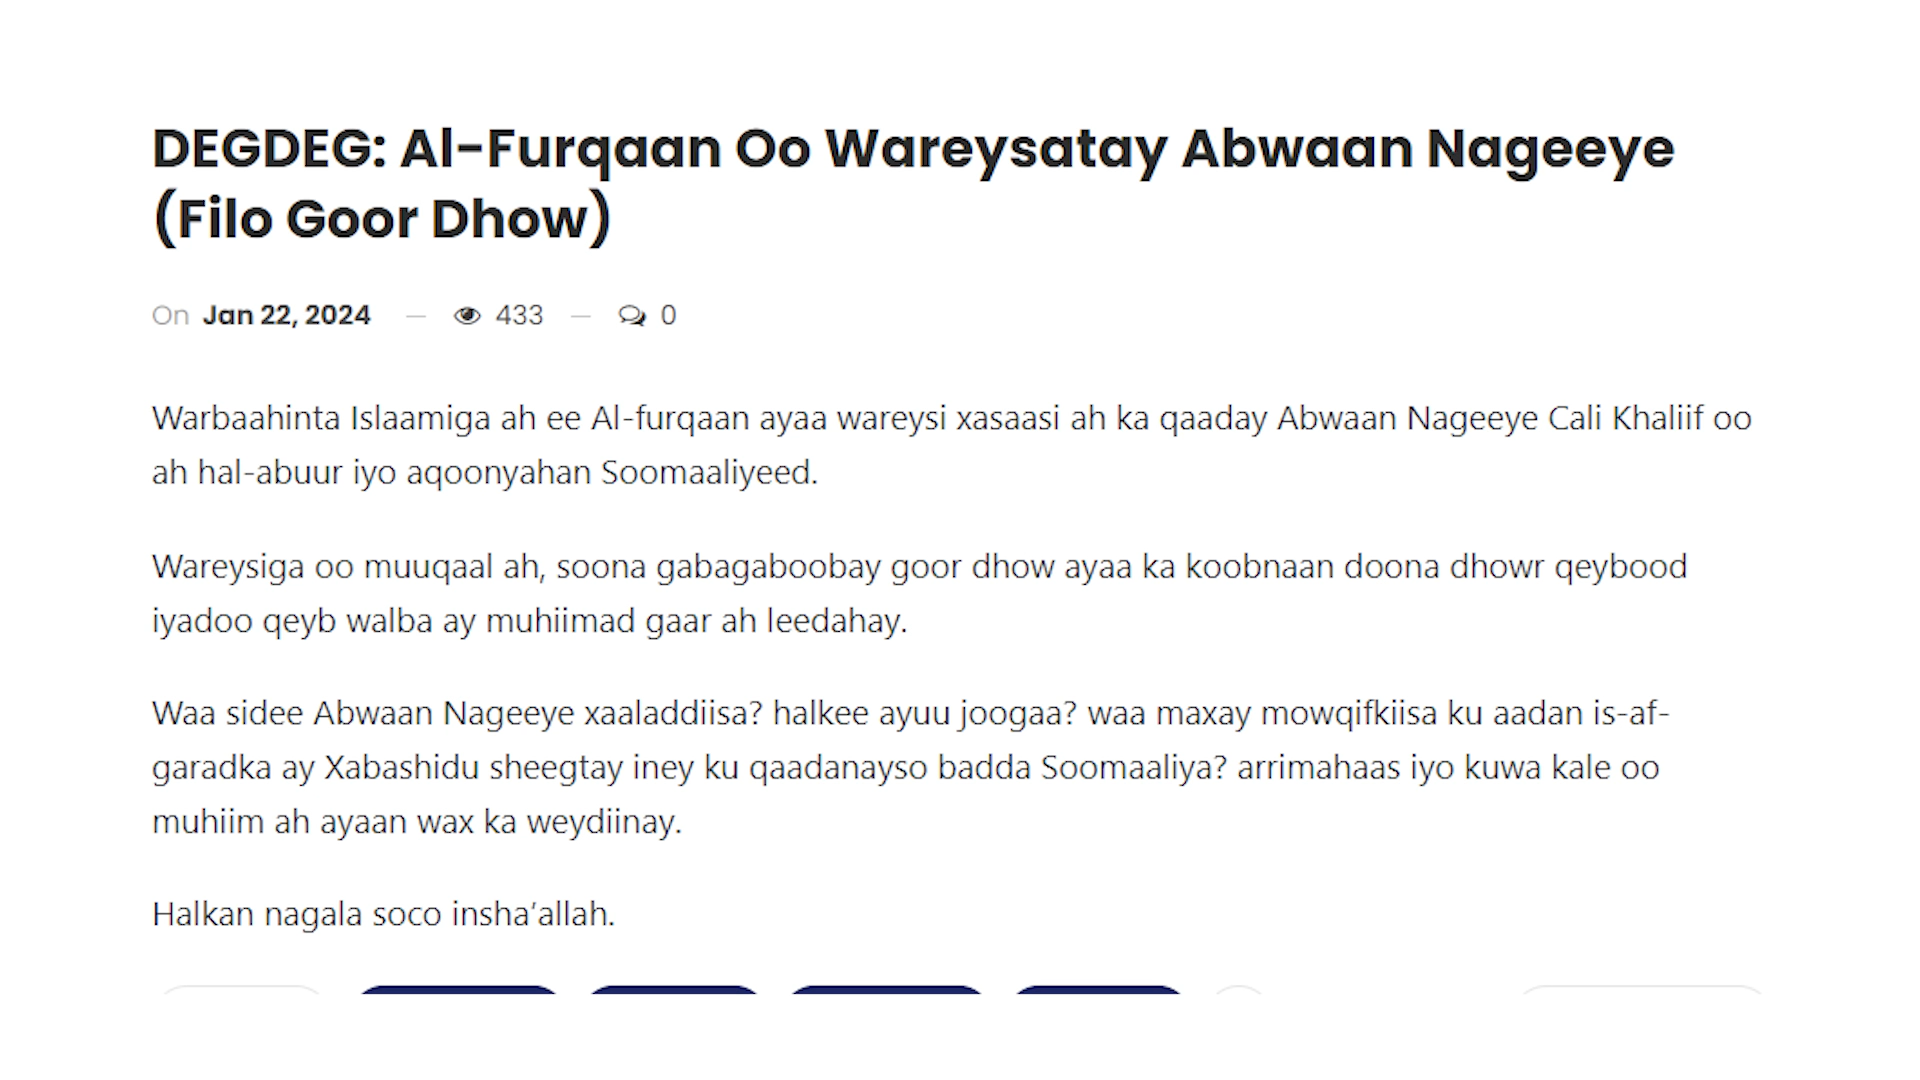 DEGDEG: Al-Furqaan Oo Wareysatay Abwaan Nageeye
(Filo Goor Dhow)
On Jan 22, 2024 — 433 — 0
Warbaahinta Islaamiga ah ee Al-furqaan ayaa wareysi xasaasi ah ka qaaday Abwaan Nageeye Cali Khaliif oo
ah hal-abuur iyo aqoonyahan Soomaaliyeed.
Wareysiga oo muuqaal ah, soona gabagaboobay goor dhow ayaa ka koobnaan doona dhowr qeybood
iyadoo qeyb walba ay muhiimad gaar ah leedahay.
Waa sidee Abwaan Nageeye xaaladdiisa? halkee ayuu joogaa? waa maxay mowqifkiisa ku aadan is-af-
garadka ay Xabashidu sheegtay iney ku qaadanayso badda Soomaaliya? arrimahaas iyo kuwa kale oo
muhiim ah ayaan wax ka weydiinay.
Halkan nagala soco insha’allah.